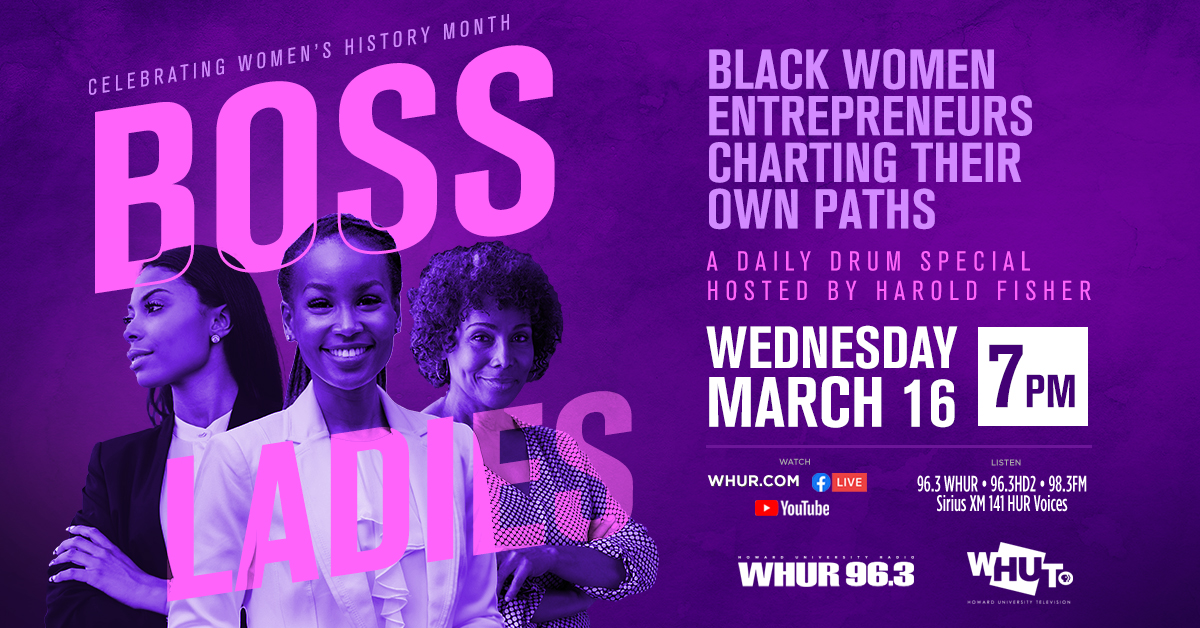 CELEBRATING WOMEN'S HISTORY MONTH
BOSS
LADIES
BLACK WOMEN
ENTREPRENEURS
CHARTING THEIR
OWN PATHS
A DAILY DRUM SPECIAL
HOSTED BY HAROLD FISHER
WEDNESDAY
MARCH 16
7PM
WATCH
WHUR.COM f LIVE
YouTube
LISTEN
96.3 WHUR • 96.3HD2 • 98.3FM
Sirius XM 141 HUR Voices
HOWARD UNIVERSITY RADIO
WHUR 96.3
WHUT
HOWARD UNIVERSITY TELEVISION